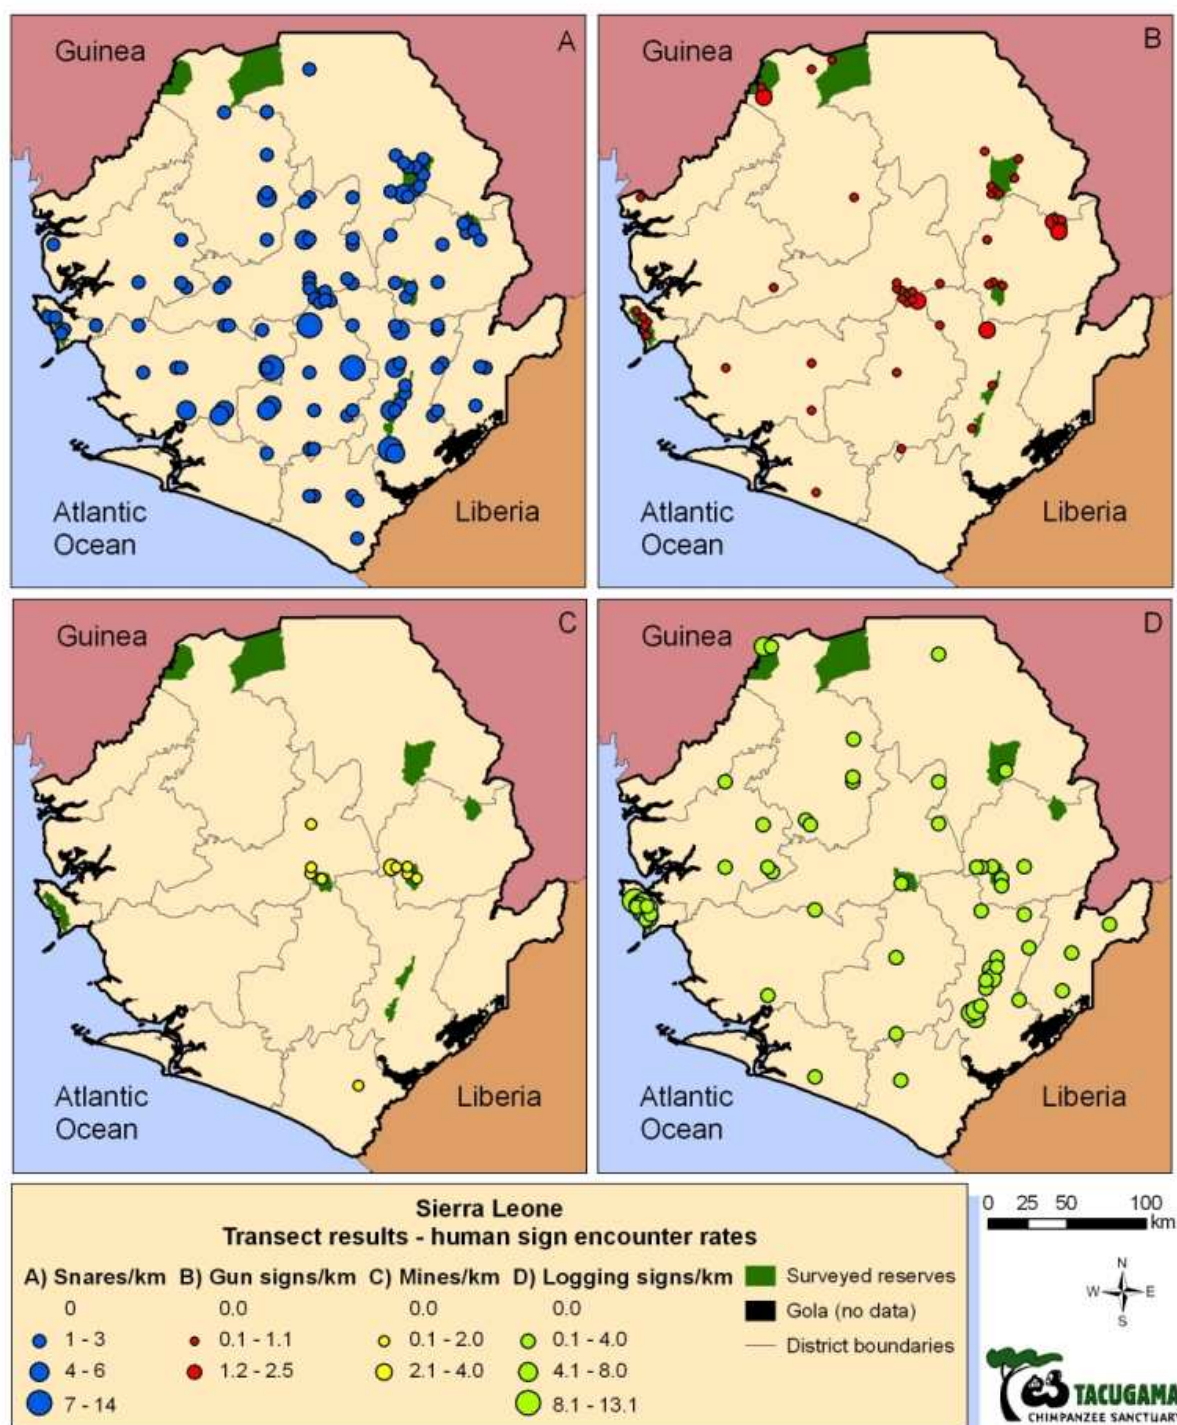 Guinea
A
Atlantic
Ocean
Liberia
Guinea
B
Atlantic
Ocean
Liberia
Guinea
C
Atlantic
Ocean
Liberia
Guinea
D
Atlantic
Ocean
Liberia
Sierra Leone
Transect results - human sign encounter rates
A) Snares/km B) Gun signs/km C) Mines/km D) Logging signs/km
0 0.0 0.0 0.0
1 - 3 0.1 - 1.1 0.1 - 2.0 0.1 - 4.0
4 - 6 1.2 - 2.5 2.1 - 4.0 4.1 - 8.0
7 - 14 8.1 - 13.1
Surveyed reserves
Gola (no data)
District boundaries
0 25 50 100
km
N
W E
S
TACUGAMA
CHIMPANZEE SANCTUARY